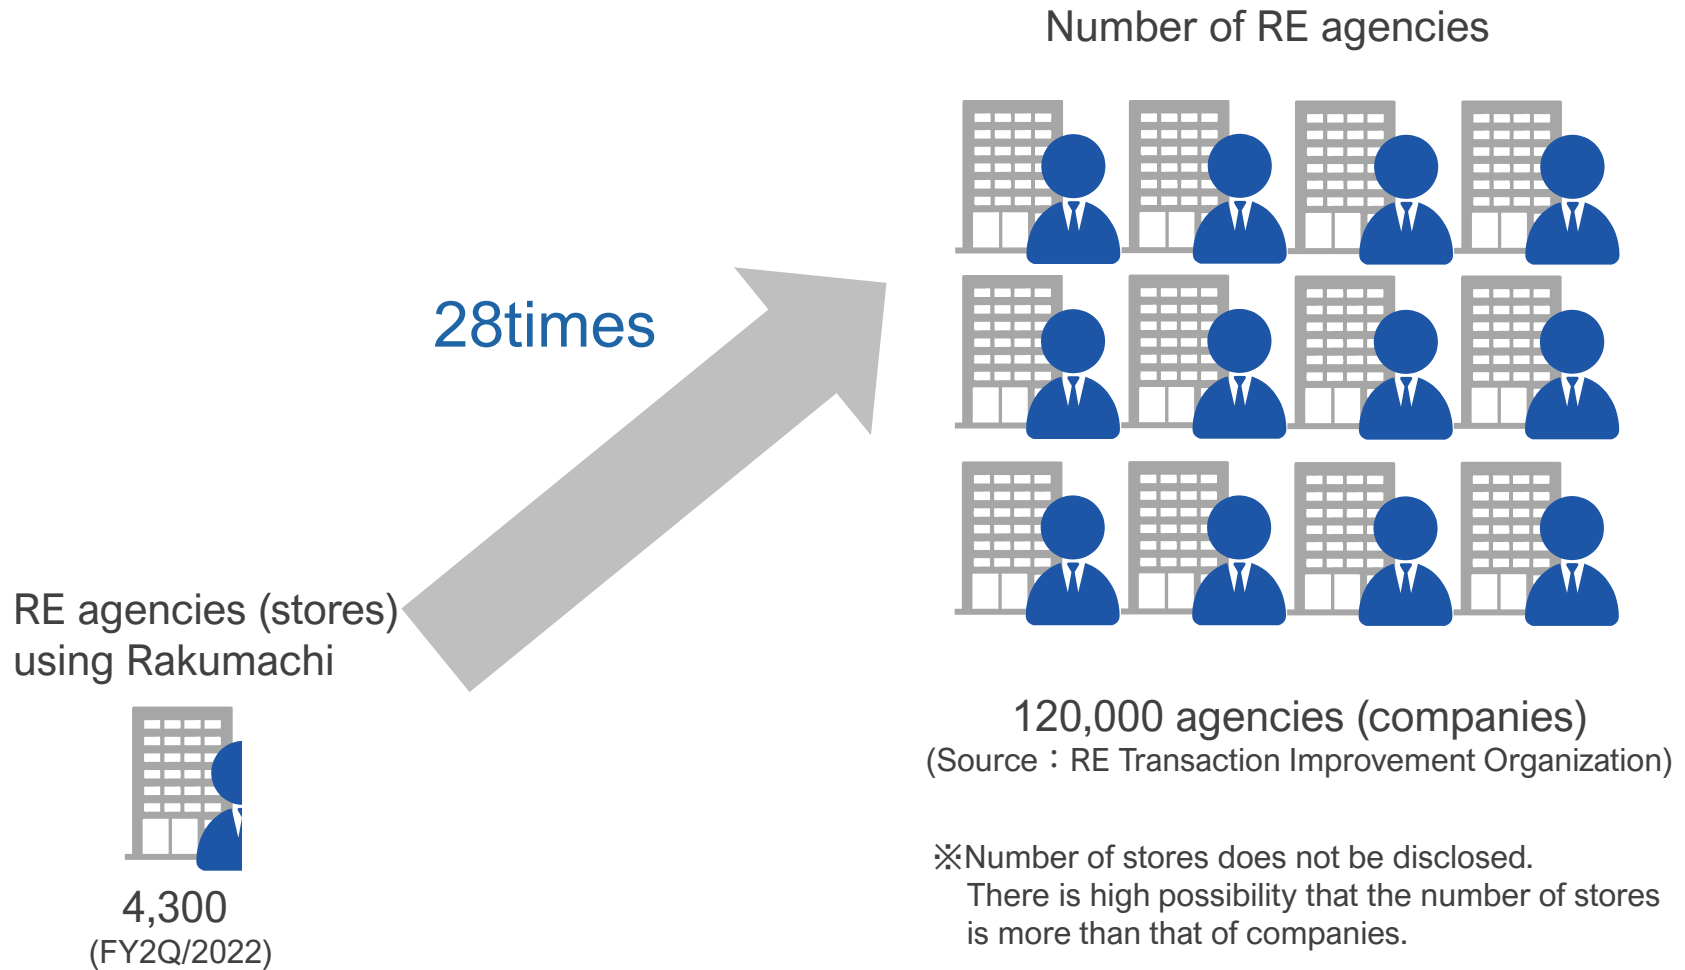 Number of RE agencies
28times
RE agencies (stores)
using Rakumachi
4,300
(FY2Q/2022)
120,000 agencies (companies)
(Source：RE Transaction Improvement Organization)
※Number of stores does not be disclosed.
There is high possibility that the number of stores
is more than that of companies.